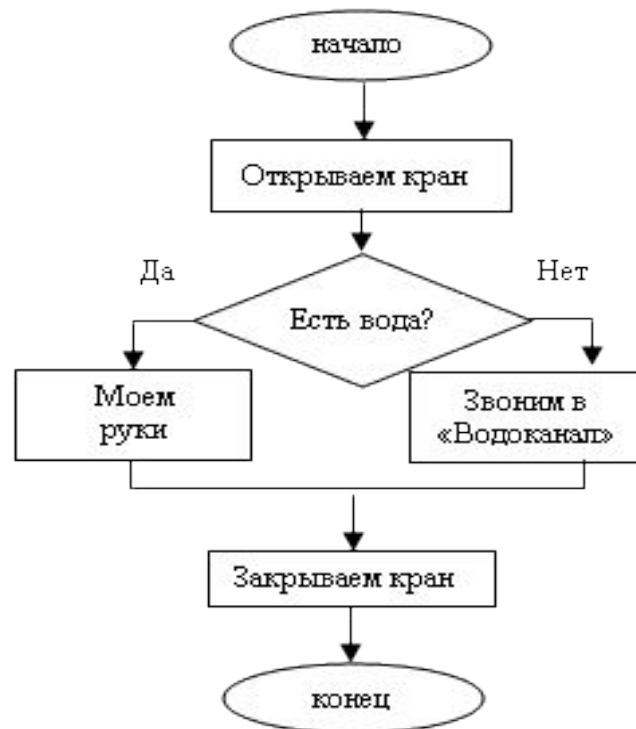 начало
Открываем кран
Да
Нет
Есть вода?
Моем
руки
Звоним в
«Водоканал»
Закрываем кран
конец